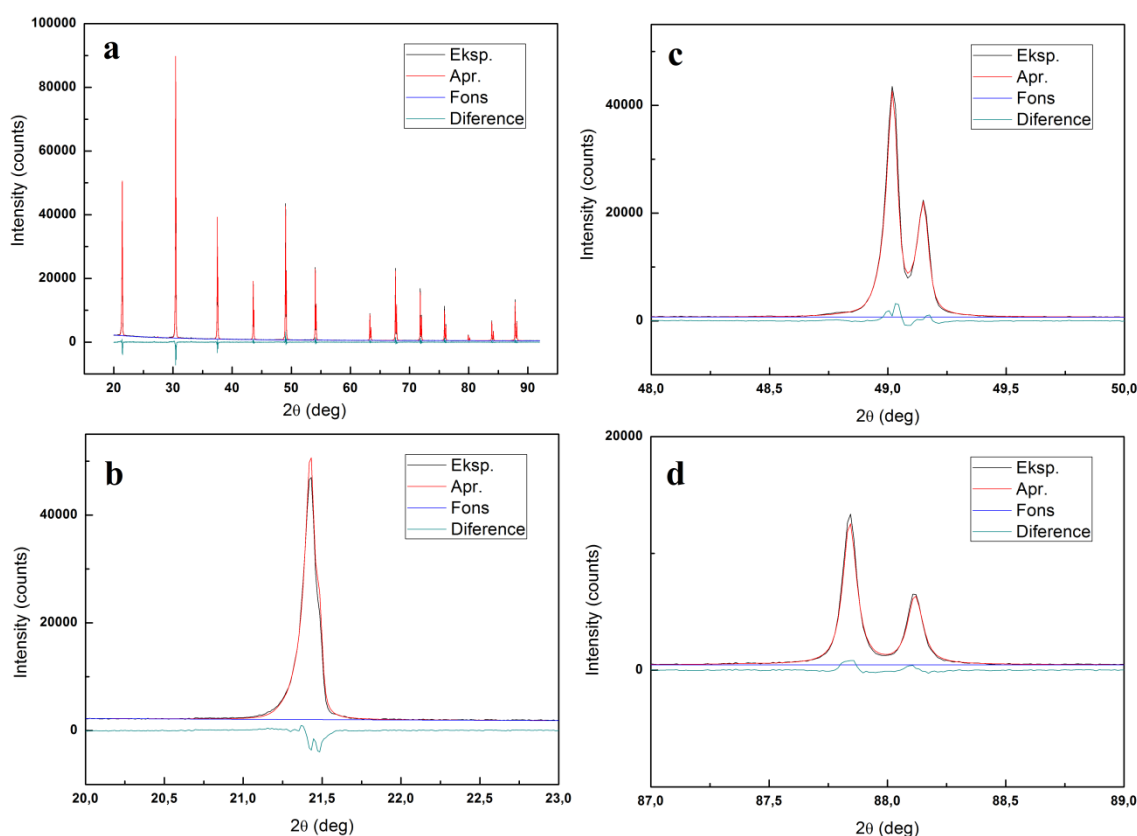 a
Intensity (counts)
100000
80000
60000
40000
20000
0
20 30 40 50 60 70 80 90
2θ (deg)
Eksp.
Apr.
Fons
Diference
c
Intensity (counts)
40000
20000
0
48,0 48,5 49,0 49,5 50,0
2θ (deg)
Eksp.
Apr.
Fons
Diference
b
Intensity (counts)
40000
20000
0
20,0 20,5 21,0 21,5 22,0 22,5 23,0
2θ (deg)
Eksp.
Apr.
Fons
Diference
d
Intensity (counts)
20000
10000
0
87,0 87,5 88,0 88,5 89,0
2θ (deg)
Eksp.
Apr.
Fons
Diference